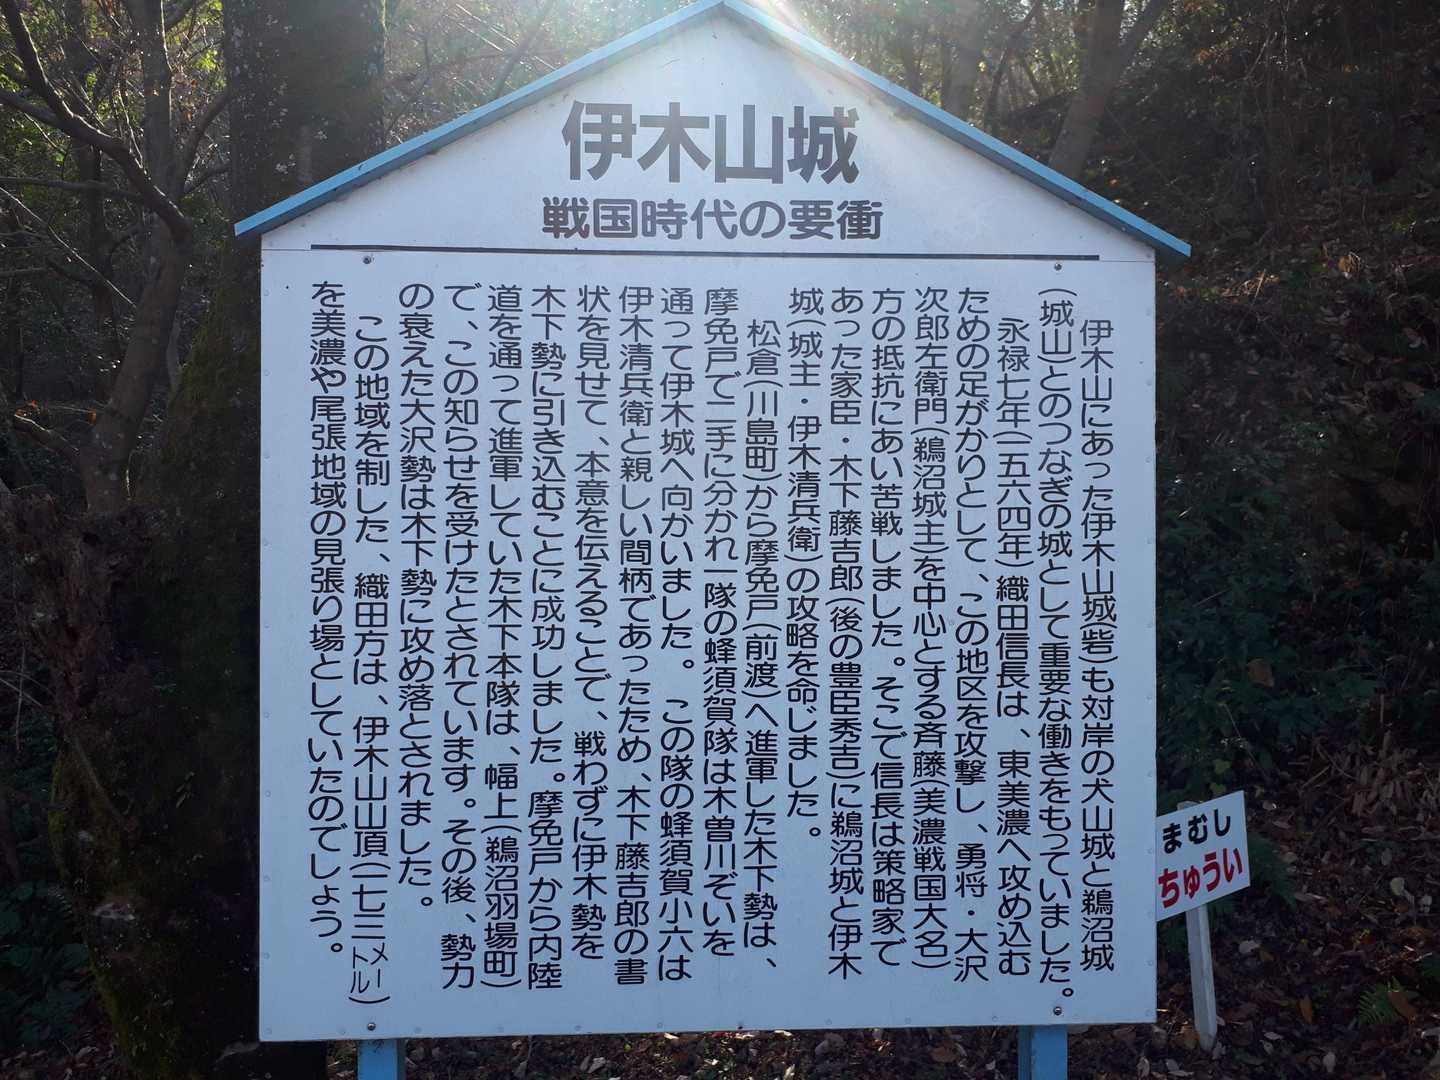 伊木山城
戦国時代の要衝
伊木山にあった伊木山城砦)も対岸の犬山城と鵜沼城
(城山)とのつなぎの城として重要な働きをもっていました。
永禄七年(一五六四年)織田信長は、東美濃へ攻め込む
ための足がかりとして、この地区を攻撃し、勇将・大沢
次郎左衛門(鵜沼城主)を中心とする斉藤(美濃戦国大名)
方の抵抗にあい苦戦しました。そこで信長は策略家で
あった家臣・木下藤吉郎(後の豊臣秀吉)に鵜沼城と伊木
城(城主・伊木清兵衛)の攻略を命じました。
松倉(川島町)から摩免戸(前渡)へ進軍した木下勢は、
摩免戸で二手に分かれ一隊の蜂須賀隊は木曽川ぞいを
通って伊木城へ向かいました。この隊の蜂須賀小六は
伊木清兵衛と親しい間柄であったため、木下藤吉郎の書
状を見せて、本意を伝えることで、戦わずに伊木勢を
木下勢に引き込むことに成功しました。摩免戸から内陸
道を通って進軍していた木下本隊は、幅上(鵜沼羽場町)
で、この知らせを受けたとされています。その後、勢力
の衰えた大沢勢は木下勢に攻め落とされました。
この地域を制した、織田方は、伊木山山頂(一七三メートル)
を美濃や尾張地域の見張り場としていたのでしょう。
まむし
ちゅうい